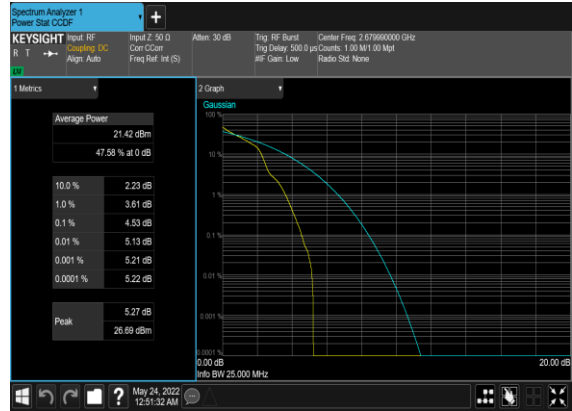 Spectrum Analyzer 1
Power Stat CCDF
KEYSIGHT
R T
Input: RF
Coupling: DC
Align: Auto
Input Z: 50 Ω
Corr CCorr
Freq Ref: Int (S)
Atten: 30 dB
Trig: RF Burst
Trig Delay: 500.0 µs
#IF Gain: Low
Center Freq: 2.679990000 GHz
Counts: 1.00 M/1.00 Mpt
Radio Std: None
1 Metrics
Average Power
21.42 dBm
47.58 % at 0 dB
10.0 % 2.23 dB
1.0 % 3.61 dB
0.1 % 4.53 dB
0.01 % 5.13 dB
0.001 % 5.21 dB
0.0001 % 5.22 dB
Peak 5.27 dB
26.69 dBm
2 Graph
Gaussian
100 %
10 %
1 %
0.1 %
0.01 %
0.001 %
0.0001 %
0.00 dB 20.00 dB
Info BW 25.000 MHz
? May 24, 2022
12:51:32 AM